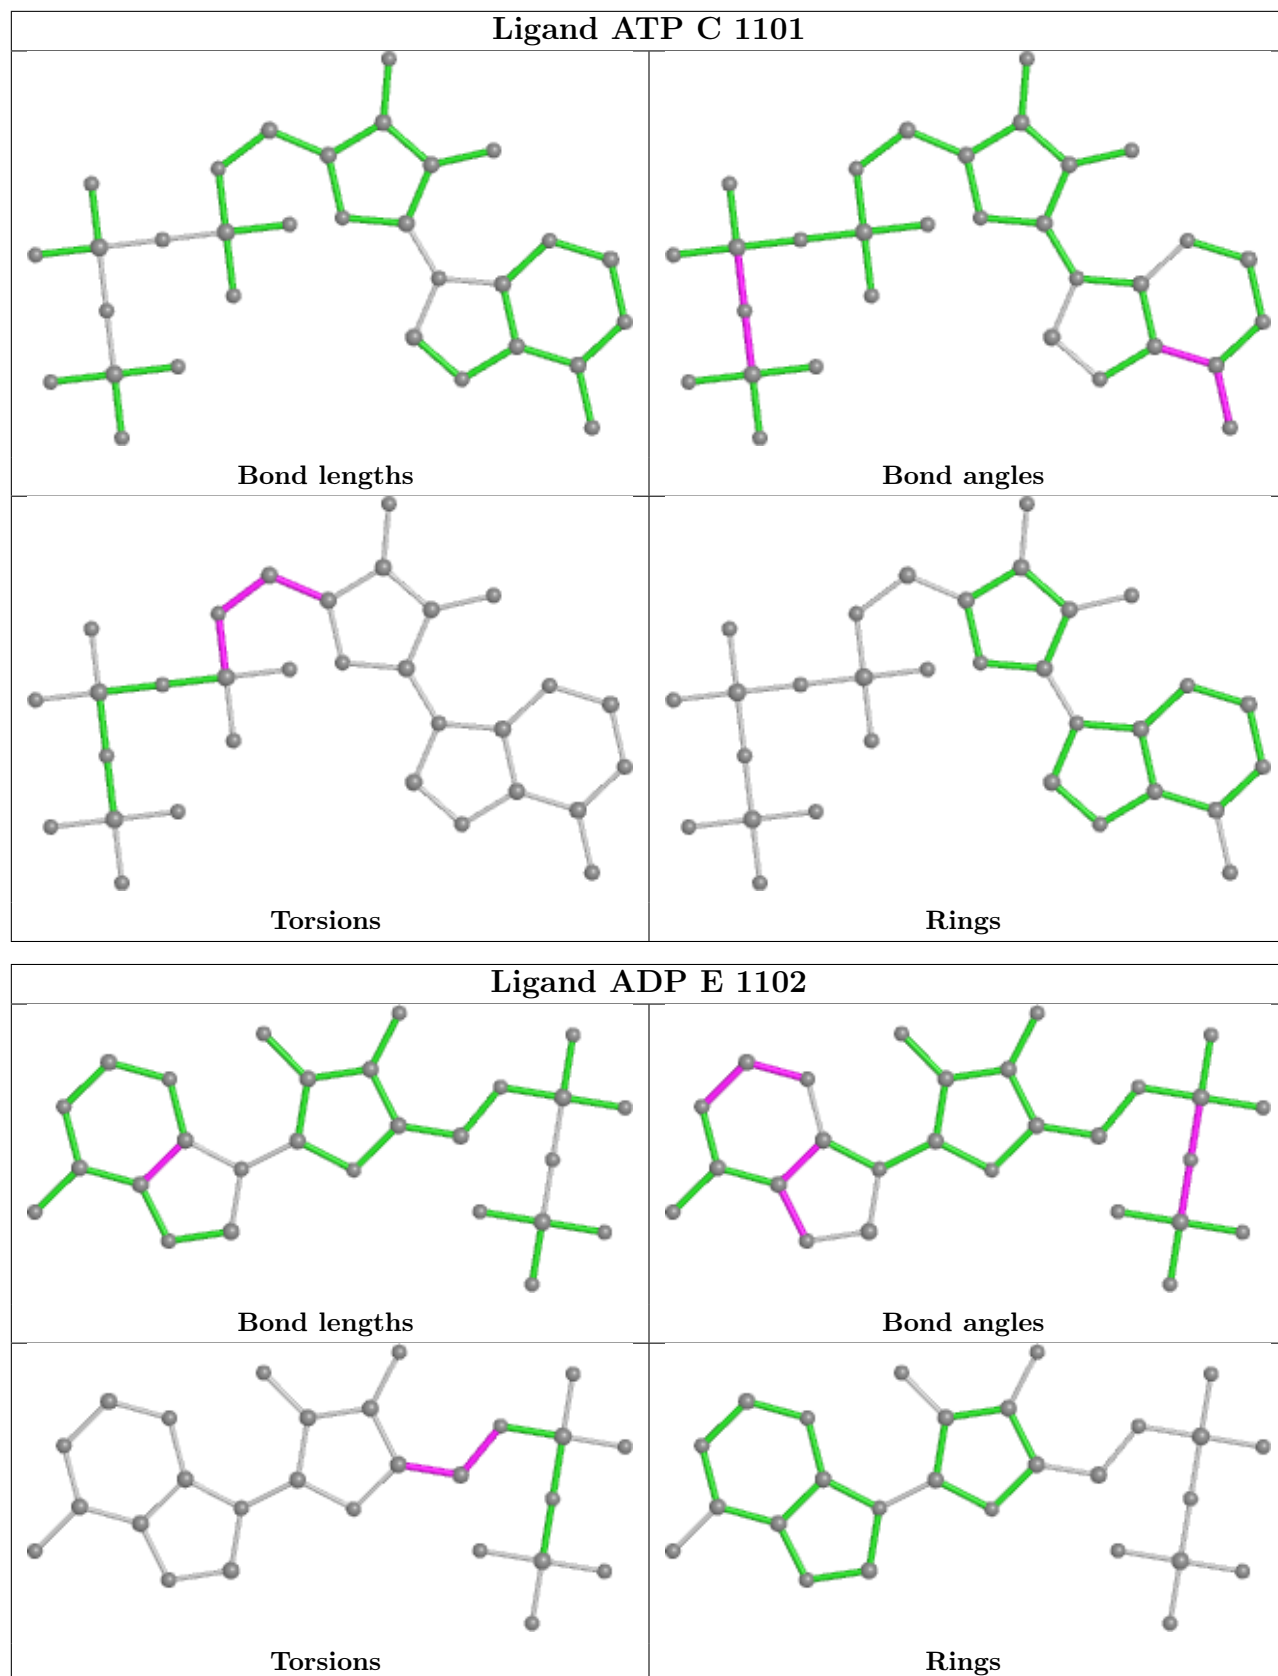 Ligand ATP C 1101
Bond lengths
Bond angles
Torsions
Rings
Ligand ADP E 1102
Bond lengths
Bond angles
Torsions
Rings